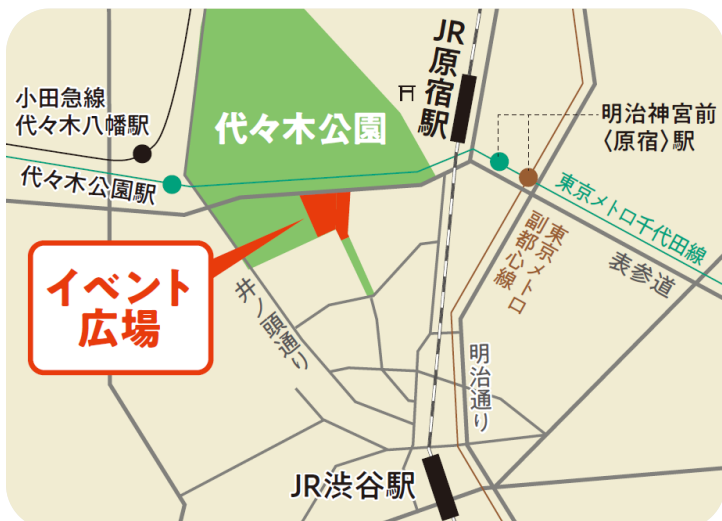 小田急線
代々木八幡駅
代々木公園駅
代々木公園
JR原宿駅
明治神宮前
〈原宿〉駅
東京メトロ千代田線
東京メトロ
副都心線
表参道
イベント
広場
井ノ頭通り
明治通り
JR渋谷駅